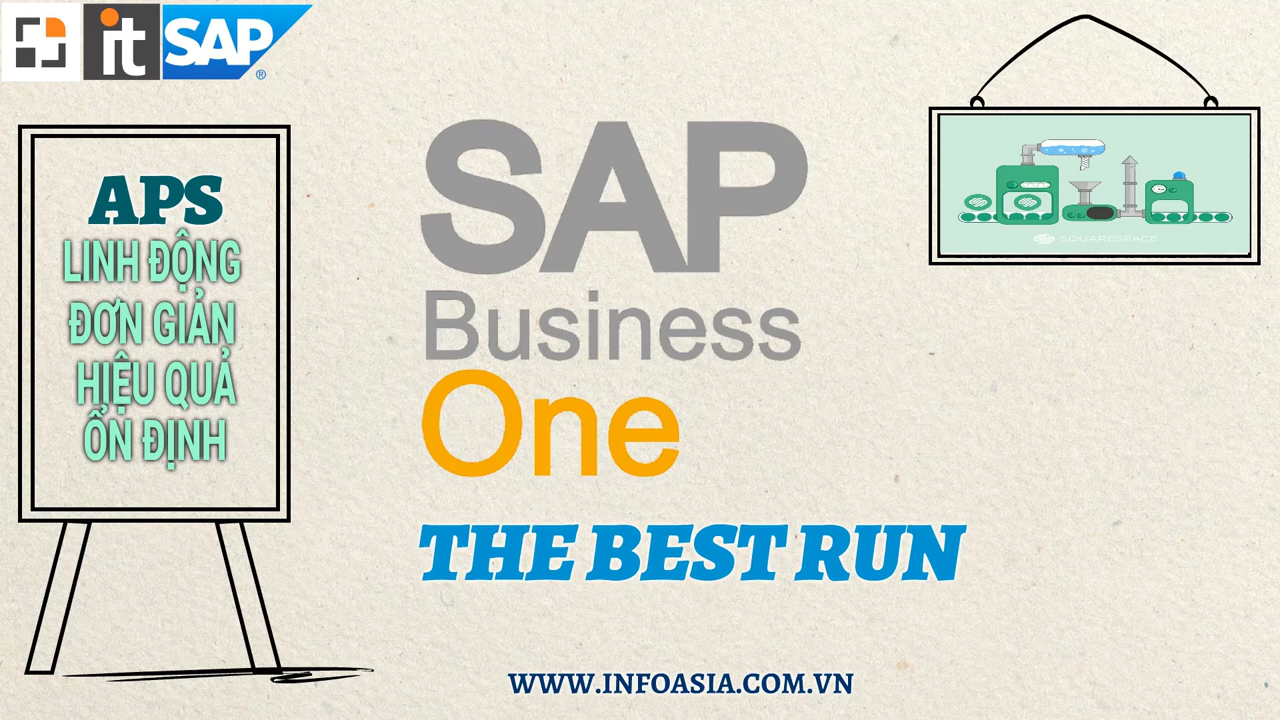 it SAP®
APS
LINH ĐỘNG
ĐƠN GIẢN
HIỆU QUẢ
ỔN ĐỊNH
SAP
Business
One
THE BEST RUN
SQUARESPACE
WWW.INFOASIA.COM.VN